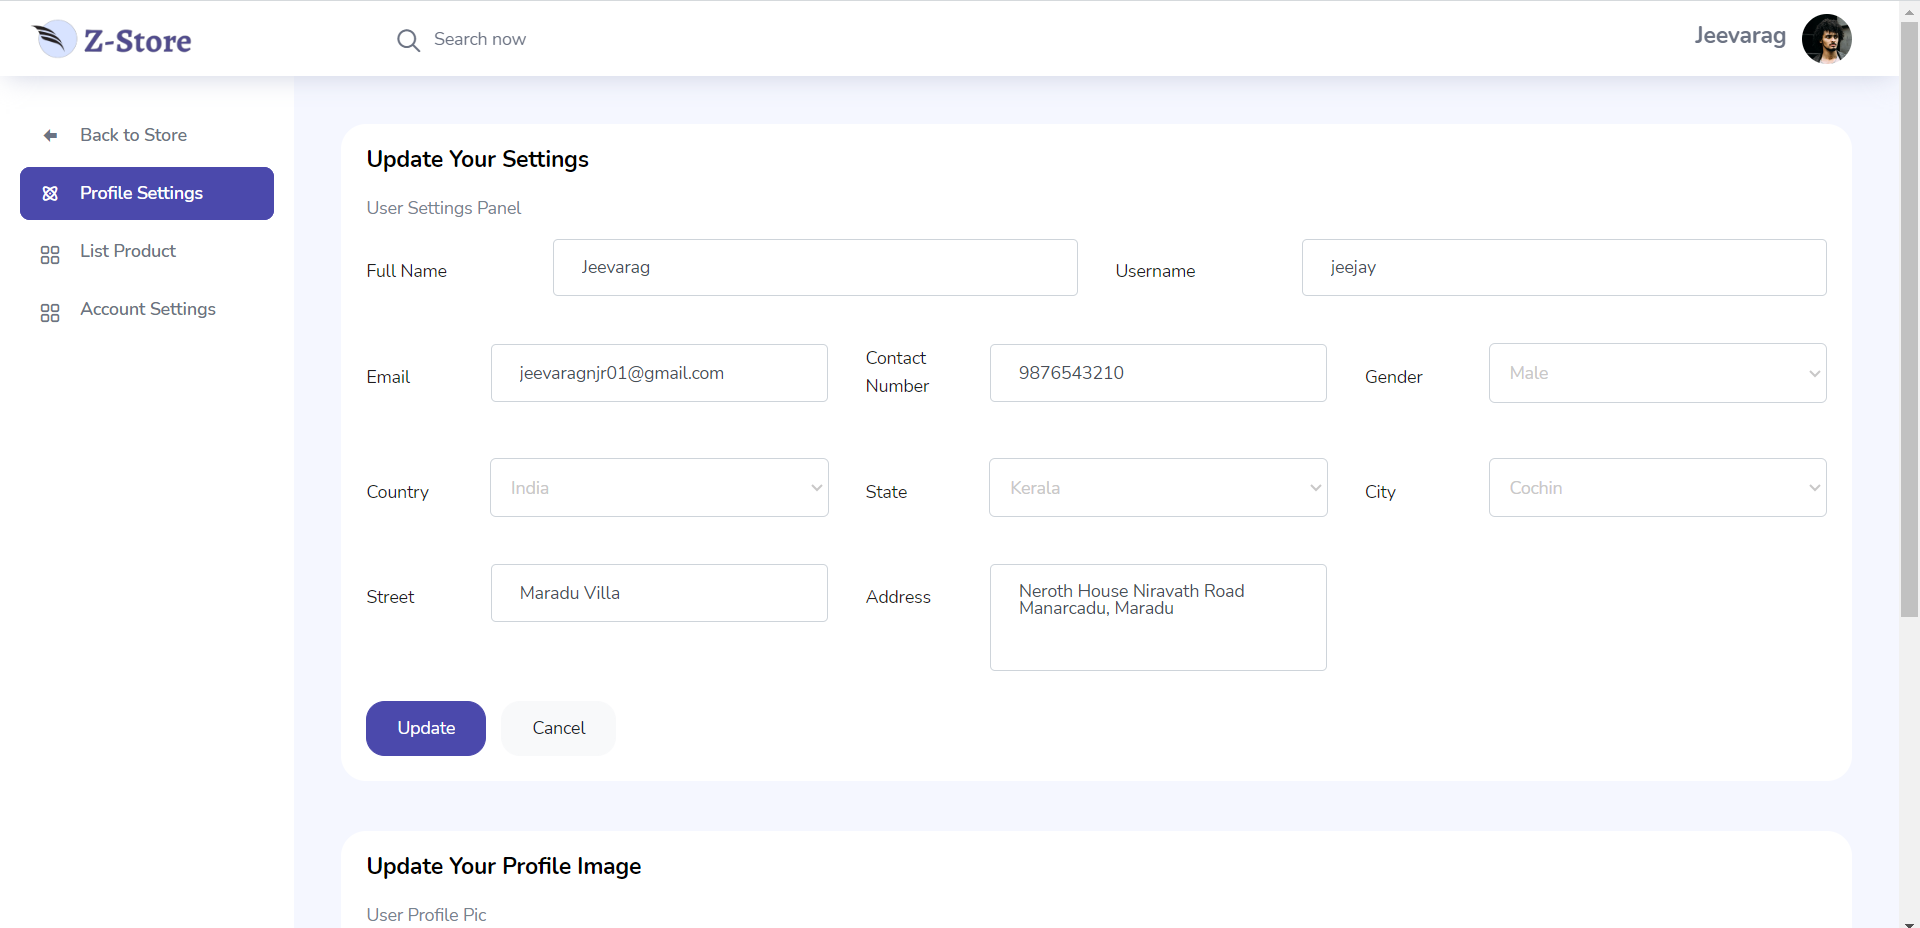 Z-Store
Search now
Jeevarag
Back to Store
Profile Settings
List Product
Account Settings
Update Your Settings
User Settings Panel
Full Name
Jeevarag
Username
jeejay
Email
jeevaragnjr01@gmail.com
Contact
Number
9876543210
Gender
Male
Country
India
State
Kerala
City
Cochin
Street
Maradu Villa
Address
Neroth House Niravath Road
Manarcadu, Maradu
Update
Cancel
Update Your Profile Image
User Profile Pic